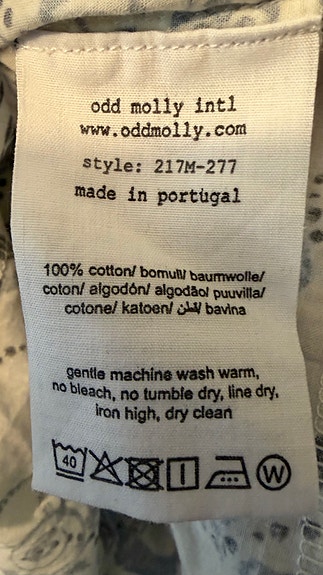 odd molly intl
www.oddmolly.com
style: 217M-277
made in portugal
100% cotton/ bomull/ baumwolle/
coton/ algodón/ algodão/ puuvilla/
cotone/ katoen/ قطن/ bavlna
gentle machine wash warm,
no bleach, no tumble dry, line dry,
iron high, dry clean
40 W